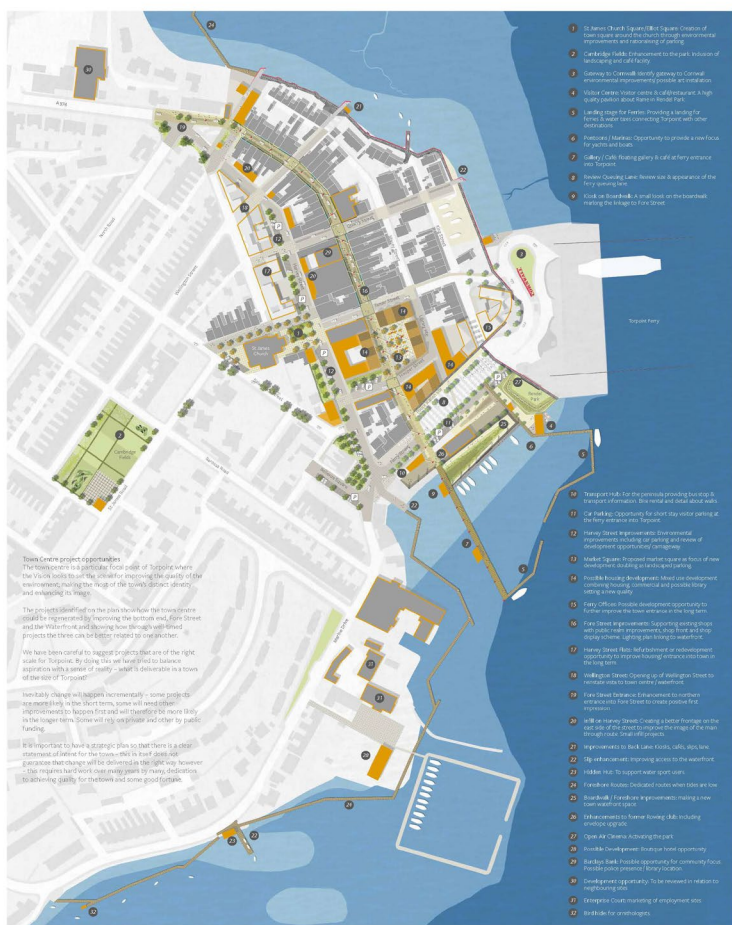 1 St James Church Square/Elliot Square: Creation of
town square around the church through environmental
improvements and rationalising of parking.
2 Cambridge Fields: Enhancement to the park: inclusion of
landscaping and café facility
3 Gateway to Cornwall: Identify gateway to Cornwall
environmental improvements/ possible art installation.
4 Visitor Centre: Visitor centre & café/restaurant. A high
quality pavilion about Rame in Rendel Park
5 Landing stage for Ferries: Providing a landing for
ferries & water taxis connecting Torpoint with other
destinations
6 Pontoons / Marinas: Opportunity to provide a new focus
for yachts and boats.
7 Gallery / Café: Floating gallery & café at ferry entrance
into Torpoint
8 Review Queuing Lane: Review size & appearance of the
ferry queuing lane
9 Kiosk on Boardwalk: A small kiosk on the boardwalk
marking the linkage to Fore Street
Torpoint Ferry
St James
Church
Cambridge
Fields
Rendel
Park
Wellington Street
North Road
10 Transport Hub: For the peninsula providing bus stop &
transport information. Bike rental and detail about walks
11 Car Parking: Opportunity for short stay visitor parking at
the ferry entrance into Torpoint
12 Harvey Street Improvements: Environmental
improvements including car parking and review of
development opportunities/ carriageway.
13 Market Square: Proposed market square as focus of new
development doubling as landscaped parking.
14 Possible housing development: Mixed use development
combining housing, commercial and possible library
setting a new quality
15 Ferry Offices: Possible development opportunity to
further improve the town entrance in the long term
16 Fore Street Improvements: Supporting existing shops
with public realm improvements, shop front and shop
display scheme. Lighting plan linking to waterfront
17 Harvey Street Flats: Refurbishment or redevelopment
opportunity to improve housing/ entrance into town in
the long term
18 Wellington Street: Opening up of Wellington Street to
reinstate vista to town centre / waterfront
19 Fore Street Entrance: Enhancement to northern
entrance into Fore Street to create positive first
impression
20 Infill on Harvey Street: Creating a better frontage on the
east side of the street to improve the image of the main
through route. Small infill projects.
21 Improvements to Back Lane: Kiosks, cafés, slips, lane
22 Slip enhancement: Improving access to the waterfront
23 Hidden Hut: To support water sport users
24 Foreshore Routes: Dedicated routes when tides are low
25 Boardwalk / Foreshore Improvements: making a new
town waterfront space
26 Enhancements to former Rowing club: Including
envelope upgrade
27 Open Air Cinema: Activating the park
28 Possible Development: Boutique hotel opportunity
29 Barclays Bank: Possible opportunity for community focus
Possible police presence / library location
30 Development opportunity: To be reviewed in relation to
neighbouring sites
31 Enterprise Court: marketing of employment sites
32 Bird hide: for ornithologists
Town Centre project opportunities
The town centre is a particular focal point of Torpoint where
the Vision looks to set the scene for improving the quality of the
environment, making the most of the town's distinct identity
and enhancing its image.
The projects identified on the plan show how the town centre
could be regenerated by improving the bottom end, Fore Street
and the Waterfront and showing how through well-timed
projects the three can be better related to one another.
We have been careful to suggest projects that are of the right
scale for Torpoint. By doing this we have tried to balance
aspiration with a sense of reality – what is deliverable in a town
of the size of Torpoint?
Inevitably change will happen incrementally – some projects
are more likely in the short term, some will need other
improvements to happen first and will therefore be more likely
in the longer term. Some will rely on private and other by public
funding.
It is important to have a strategic plan so that there is a clear
statement of intent for the town – this in itself does not
guarantee that change will be delivered in the right way however
– this requires hard work over many years by many, dedication
to achieving quality for the town and some good fortune.